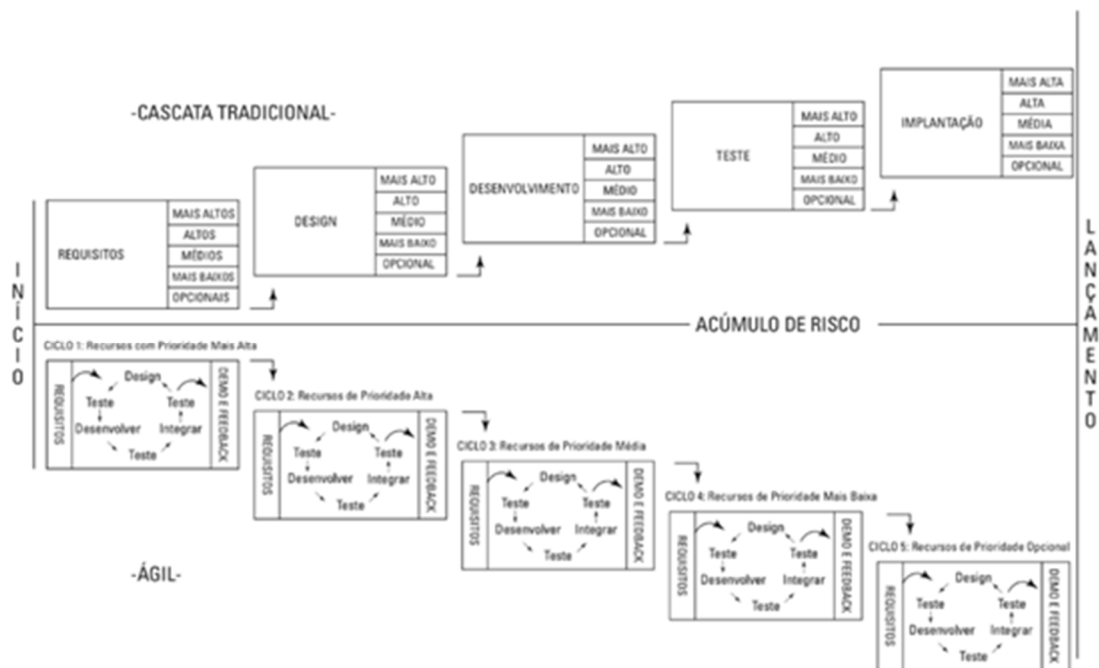 -CASCATA TRADICIONAL-
REQUISITOS
MAIS ALTOS
ALTOS
MÉDIOS
MAIS BAIXOS
OPCIONAIS
DESIGN
MAIS ALTO
ALTO
MÉDIO
MAIS BAIXO
OPCIONAL
DESENVOLVIMENTO
MAIS ALTO
ALTO
MÉDIO
MAIS BAIXO
OPCIONAL
TESTE
MAIS ALTO
ALTO
MÉDIO
MAIS BAIXO
OPCIONAL
IMPLANTAÇÃO
MAIS ALTA
ALTA
MÉDIA
MAIS BAIXA
OPCIONAL
INÍCIO
ACÚMULO DE RISCO
LANÇAMENTO
CICLO 1: Recursos com Prioridade Mais Alta
REQUISITOS
Design
Teste
Teste
Desenvolver
Integrar
Teste
DEMO E FEEDBACK
CICLO 2: Recursos de Prioridade Alta
REQUISITOS
Design
Teste
Teste
Desenvolver
Integrar
Teste
DEMO E FEEDBACK
CICLO 3: Recursos de Prioridade Média
REQUISITOS
Design
Teste
Teste
Desenvolver
Integrar
Teste
DEMO E FEEDBACK
CICLO 4: Recursos de Prioridade Mais Baixa
REQUISITOS
Design
Teste
Teste
Desenvolver
Integrar
Teste
DEMO E FEEDBACK
CICLO 5: Recursos de Prioridade Opcional
REQUISITOS
Design
Teste
Teste
Desenvolver
Integrar
Teste
DEMO E FEEDBACK
-ÁGIL-